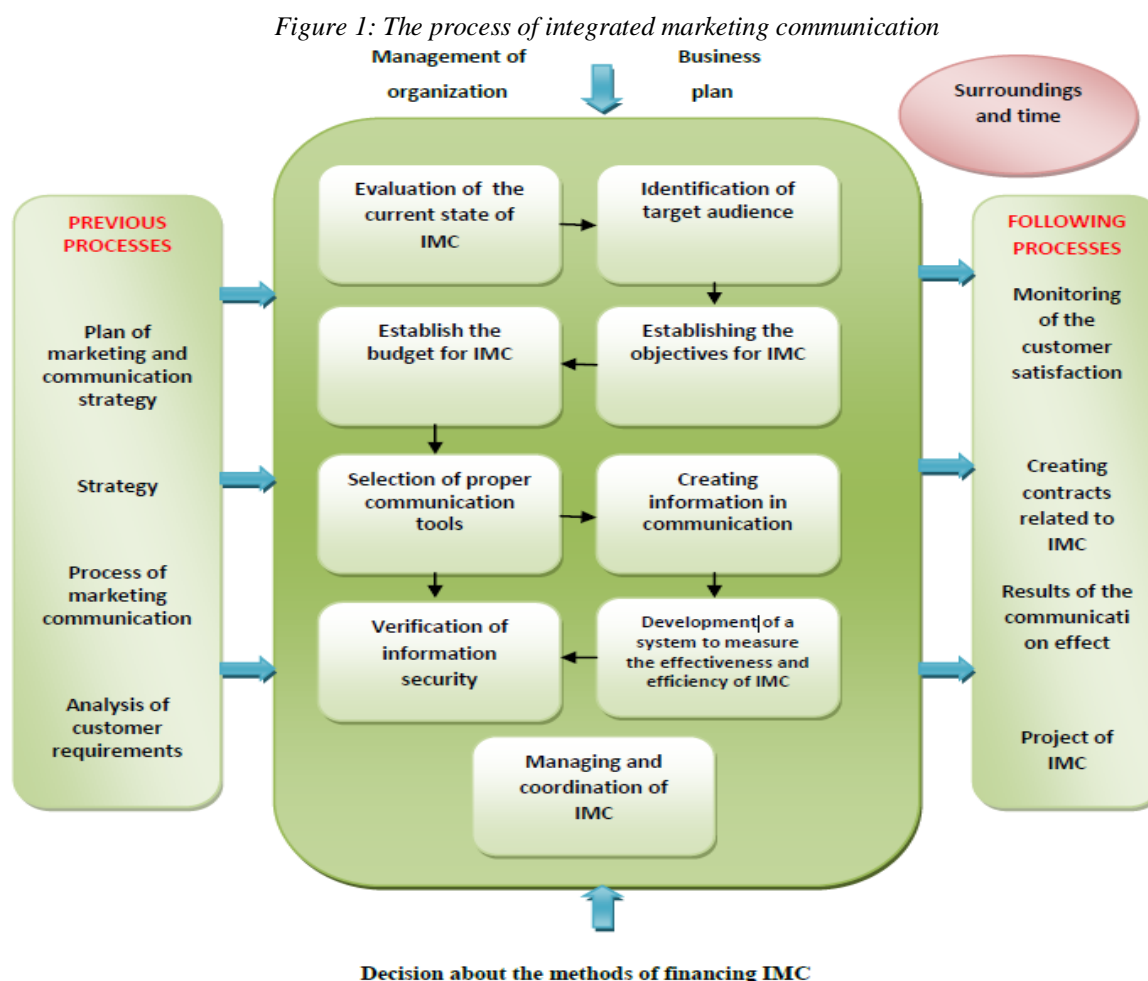 Figure 1: The process of integrated marketing communication
Management of
organization
Business
plan
Surroundings
and time
PREVIOUS
PROCESSES
Plan of
marketing and
communication
strategy
Strategy
Process of
marketing
communication
Analysis of
customer
requirements
Evaluation of the
current state of
IMC
Identification of
target audience
Establish the
budget for IMC
Establishing the
objectives for IMC
Selection of proper
communication
tools
Creating
information in
communication
Verification of
information
security
Development of a
system to measure
the effectiveness and
efficiency of IMC
Managing and
coordination of
IMC
FOLLOWING
PROCESSES
Monitoring
of the
customer
satisfaction
Creating
contracts
related to
IMC
Results of the
communicati
on effect
Project of
IMC
Decision about the methods of financing IMC